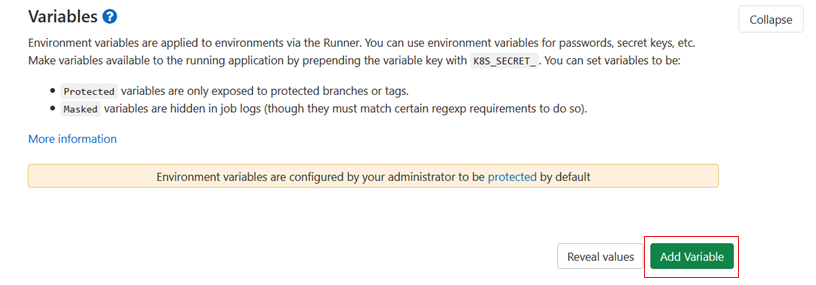 Variables ?
Collapse
Environment variables are applied to environments via the Runner. You can use environment variables for passwords, secret keys, etc.
Make variables available to the running application by prepending the variable key with K8S_SECRET_. You can set variables to be:
• Protected variables are only exposed to protected branches or tags.
• Masked variables are hidden in job logs (though they must match certain regexp requirements to do so).
More information
Environment variables are configured by your administrator to be protected by default
Reveal values
Add Variable